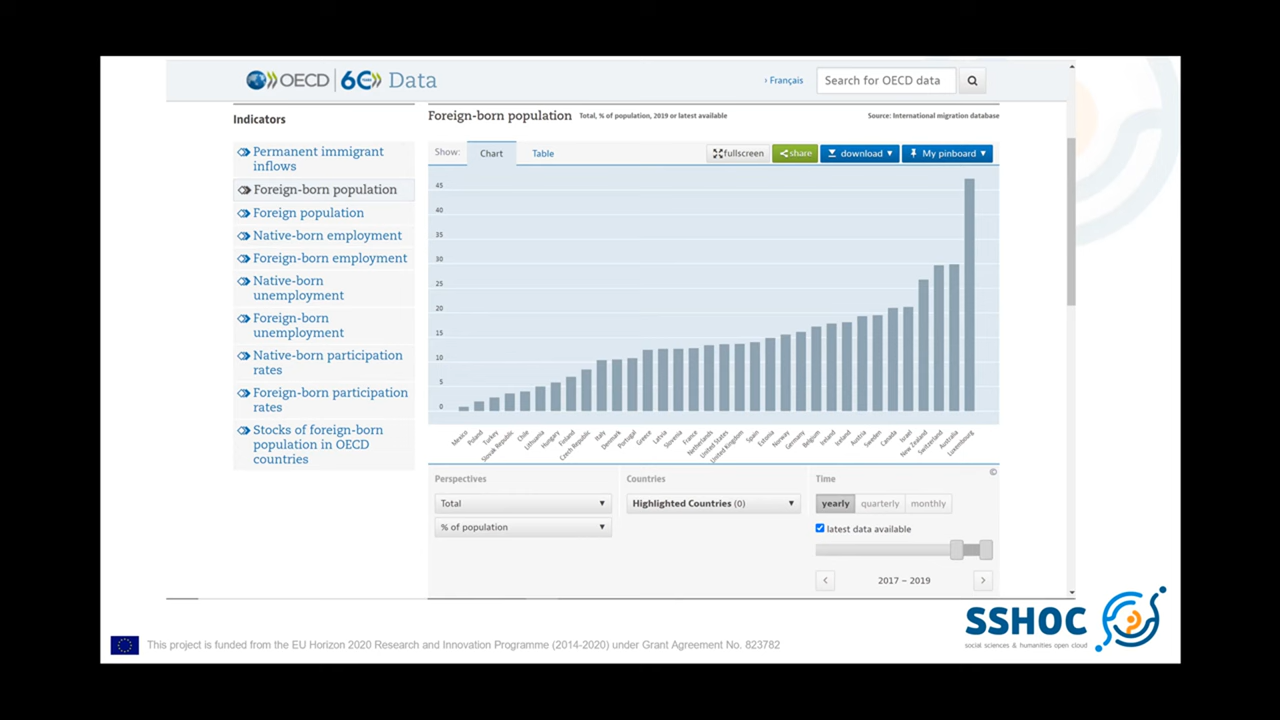 OECD 60 YEARS Data
› Français
Search for OECD data
Indicators
Permanent immigrant
inflows
Foreign-born population
Foreign population
Native-born employment
Foreign-born employment
Native-born
unemployment
Foreign-born
unemployment
Native-born participation
rates
Foreign-born participation
rates
Stocks of foreign-born
population in OECD
countries
Foreign-born population Total, % of population, 2019 or latest available
Source: International migration database
Show: Chart Table
fullscreen share download ▼ My pinboard ▼
45
40
35
30
25
20
15
10
5
0
Mexico
Poland
Turkey
Slovak Republic
Chile
Lithuania
Hungary
Finland
Czech Republic
Italy
Denmark
Portugal
Greece
Latvia
Slovenia
France
Netherlands
United States
United Kingdom
Spain
Estonia
Norway
Germany
Belgium
Ireland
Iceland
Austria
Sweden
Canada
Israel
New Zealand
Switzerland
Australia
Luxembourg
©
Perspectives
Total ▼
% of population ▼
Countries
Highlighted Countries (0) ▼
Time
yearly quarterly monthly
latest data available
2017 – 2019
This project is funded from the EU Horizon 2020 Research and Innovation Programme (2014-2020) under Grant Agreement No. 823782
SSHOC
social sciences & humanities open cloud